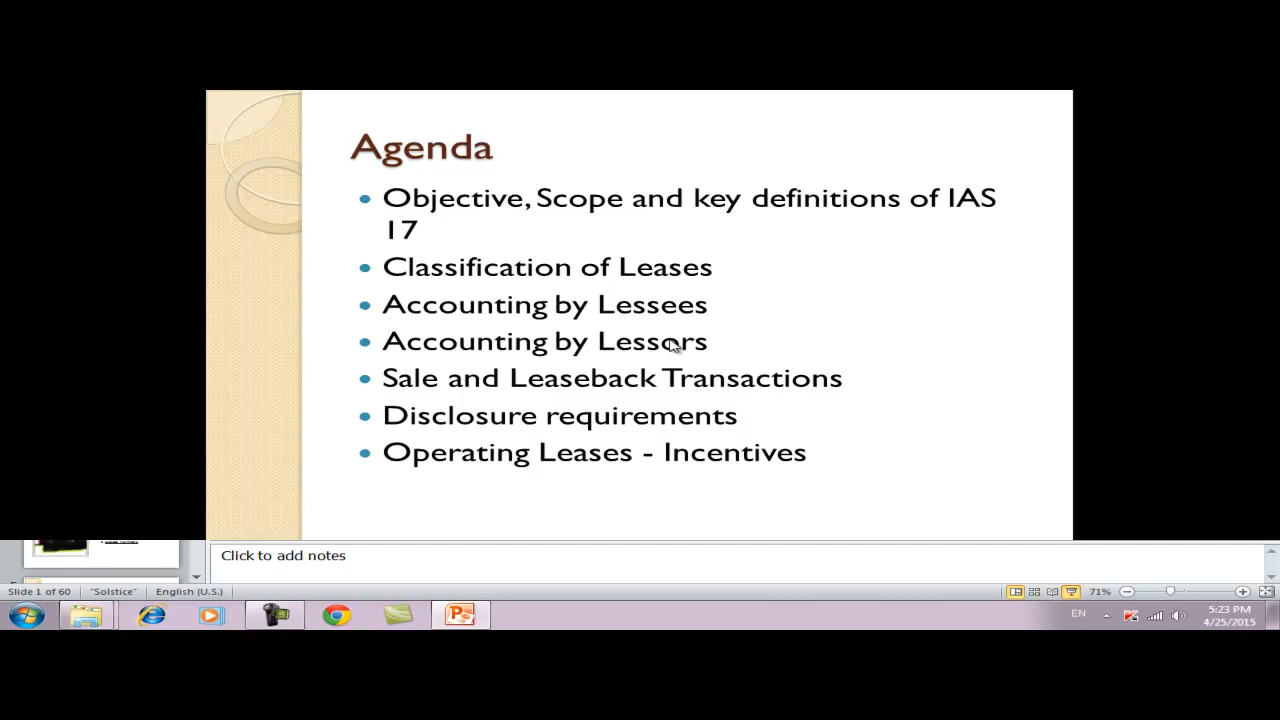 Agenda
Objective, Scope and key definitions of IAS
17
Classification of Leases
Accounting by Lessees
Accounting by Lessors
Sale and Leaseback Transactions
Disclosure requirements
Operating Leases - Incentives
Click to add notes
Slide 1 of 60 "Solstice" English (U.S.) 71%
EN 5:23 PM
4/25/2015